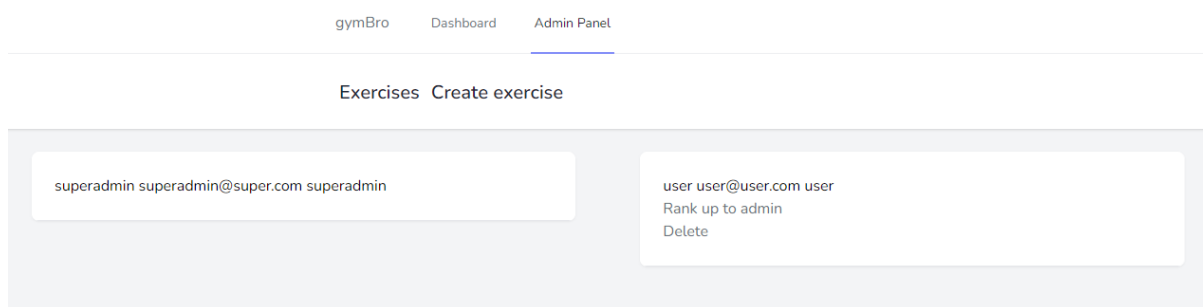 gymBro Dashboard Admin Panel
Exercises Create exercise
superadmin superadmin@super.com superadmin
user user@user.com user
Rank up to admin
Delete